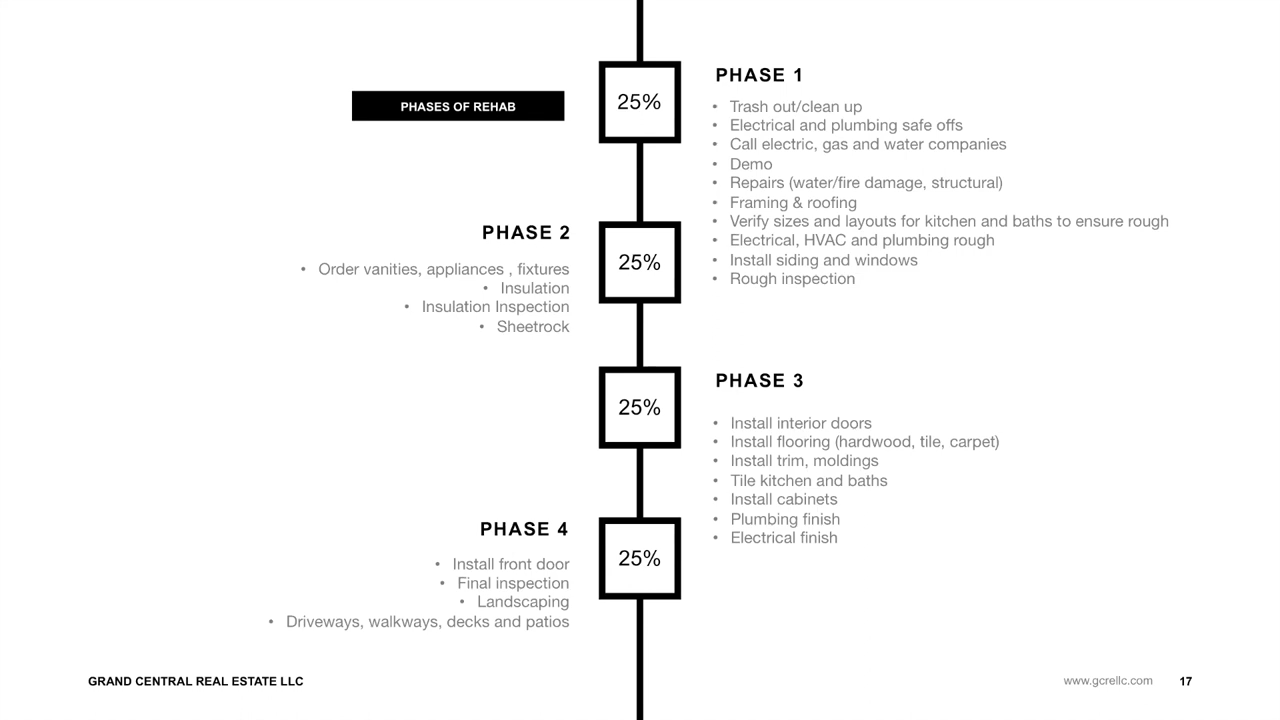 PHASES OF REHAB
25%
PHASE 1
• Trash out/clean up
• Electrical and plumbing safe offs
• Call electric, gas and water companies
• Demo
• Repairs (water/fire damage, structural)
• Framing & roofing
• Verify sizes and layouts for kitchen and baths to ensure rough
• Electrical, HVAC and plumbing rough
• Install siding and windows
• Rough inspection
PHASE 2
25%
• Order vanities, appliances , fixtures
• Insulation
• Insulation Inspection
• Sheetrock
25%
PHASE 3
• Install interior doors
• Install flooring (hardwood, tile, carpet)
• Install trim, moldings
• Tile kitchen and baths
• Install cabinets
• Plumbing finish
• Electrical finish
PHASE 4
25%
• Install front door
• Final inspection
• Landscaping
• Driveways, walkways, decks and patios
GRAND CENTRAL REAL ESTATE LLC
www.gcrellc.com 17